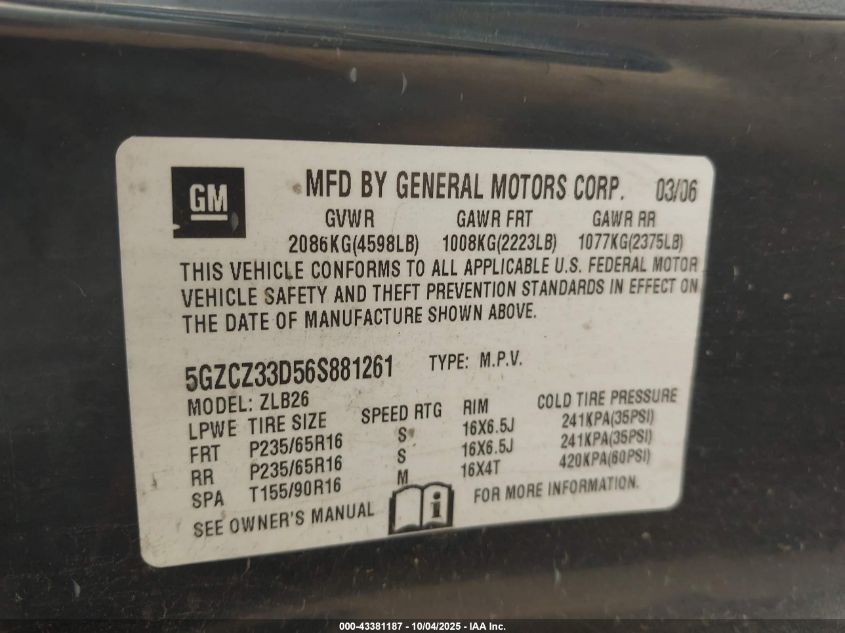 GM
MFD BY GENERAL MOTORS CORP. 03/06
GVWR GAWR FRT GAWR RR
2086KG(4598LB) 1008KG(2223LB) 1077KG(2375LB)
THIS VEHICLE CONFORMS TO ALL APPLICABLE U.S. FEDERAL MOTOR
VEHICLE SAFETY AND THEFT PREVENTION STANDARDS IN EFFECT ON
THE DATE OF MANUFACTURE SHOWN ABOVE.
5GZCZ33D56S881261 TYPE: M.P.V.
MODEL: ZLB26
LPWE TIRE SIZE SPEED RTG RIM COLD TIRE PRESSURE
FRT P235/65R16 S 16X6.5J 241KPA(35PSI)
RR P235/65R16 S 16X6.5J 241KPA(35PSI)
SPA T155/90R16 M 16X4T 420KPA(60PSI)
SEE OWNER'S MANUAL i FOR MORE INFORMATION.
000-43381187 - 10/04/2025 - IAA Inc.